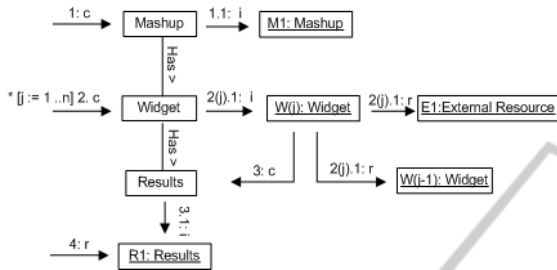 1: c
Mashup
1.1: i
M1: Mashup
Has >
* [j := 1 ..n] 2. c
Widget
2(j).1: i
W(j): Widget
2(j).1: r
E1:External Resource
Has >
3: c
2(j).1: r
Results
W(j-1): Widget
3.1: i
4: r
R1: Results